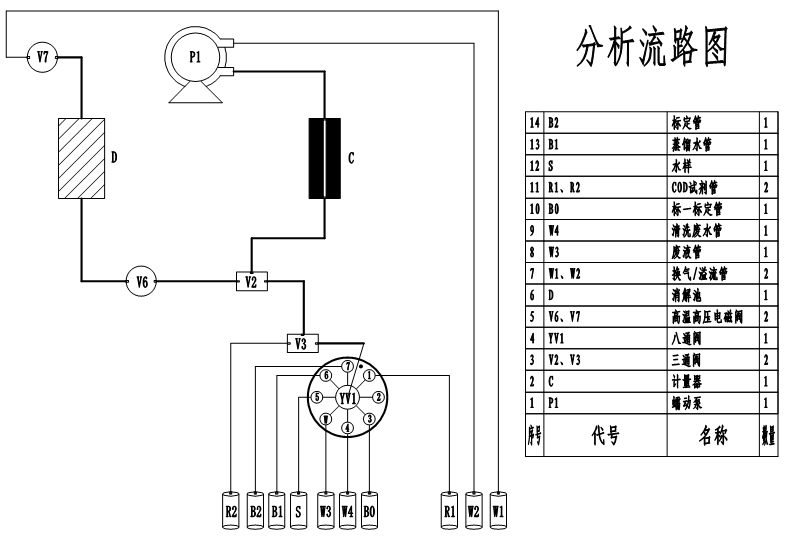 分析流路图
V7
P1
D
C
V6
V2
V3
7
6
1
5
YV1
2
W
3
4
R2
B2
B1
S
W3
W4
B0
R1
W2
W1
14 B2 标定管 1
13 B1 蒸馏水管 1
12 S 水样 1
11 R1、R2 COD试剂管 2
10 B0 标一标定管 1
9 W4 清洗废水管 1
8 W3 废液管 1
7 W1、W2 换气/溢流管 2
6 D 消解池 1
5 V6、V7 高温高压电磁阀 2
4 YV1 八通阀 1
3 V2、V3 三通阀 2
2 C 计量器 1
1 P1 蠕动泵 1
序号 代号 名称 数量